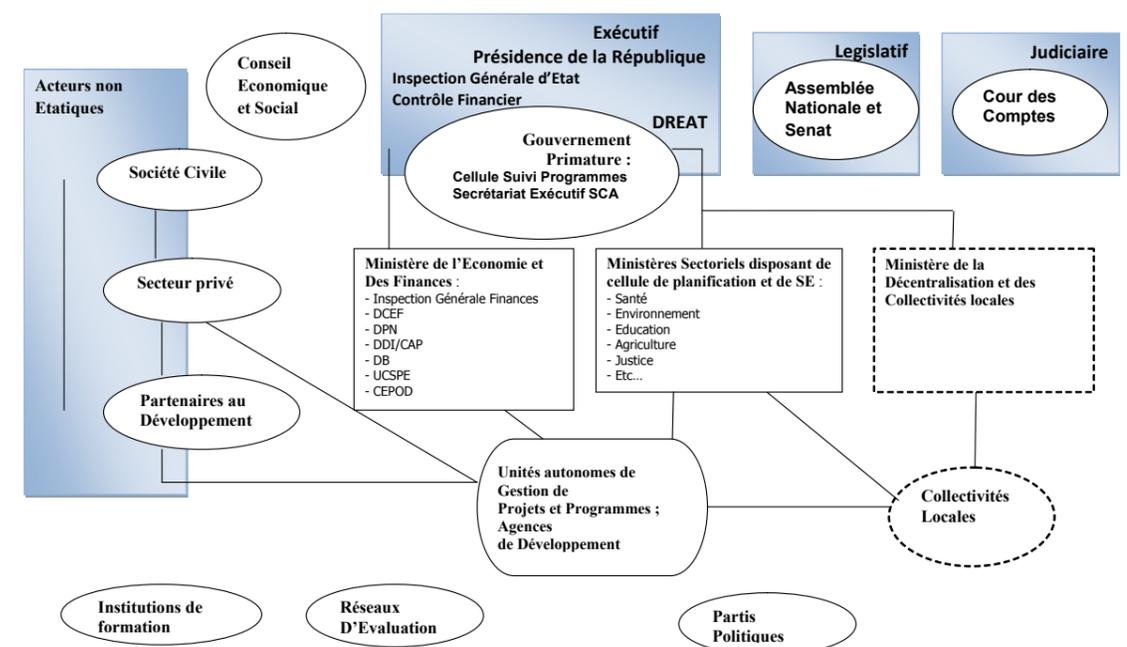 Acteurs non
Etatiques
Conseil
Economique
et Social
Exécutif
Présidence de la République
Inspection Générale d'Etat
Contrôle Financier
DREAT
Gouvernement
Primature :
Cellule Suivi Programmes
Secrétariat Exécutif SCA
Legislatif
Assemblée
Nationale et
Senat
Judiciaire
Cour des
Comptes
Société Civile
Secteur privé
Partenaires au
Développement
Ministère de l'Economie et
Des Finances :
- Inspection Générale Finances
- DCEF
- DPN
- DDI/CAP
- DB
- UCSPE
- CEPOD
Ministères Sectoriels disposant de
cellule de planification et de SE :
- Santé
- Environnement
- Education
- Agriculture
- Justice
- Etc...
Ministère de la
Décentralisation et des
Collectivités locales
Unités autonomes de
Gestion de
Projets et Programmes ;
Agences
de Développement
Collectivités
Locales
Institutions de
formation
Réseaux
D'Evaluation
Partis
Politiques